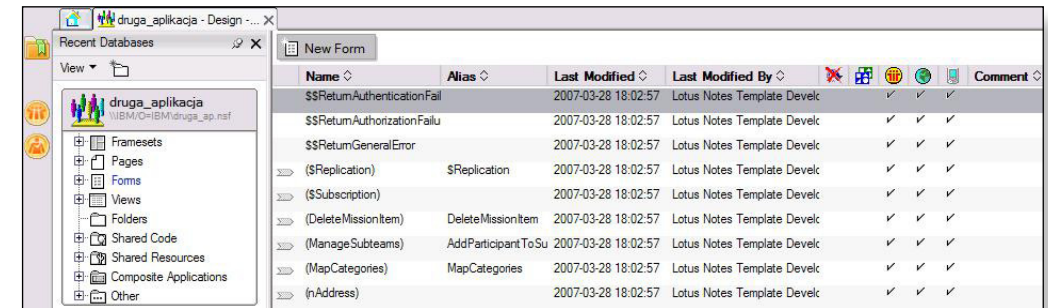 druga_aplikacja - Design -...
Recent Databases
View
druga_aplikacja
\\IBM/O=IBM\druga_ap.nsf
Framesets
Pages
Forms
Views
Folders
Shared Code
Shared Resources
Composite Applications
Other
New Form
Name Alias Last Modified Last Modified By Comment
$$ReturnAuthenticationFail 2007-03-28 18:02:57 Lotus Notes Template Develc
$$ReturnAuthorizationFailu 2007-03-28 18:02:57 Lotus Notes Template Develc
$$ReturnGeneralError 2007-03-28 18:02:57 Lotus Notes Template Develc
($Replication) $Replication 2007-03-28 18:02:57 Lotus Notes Template Develc
($Subscription) 2007-03-28 18:02:57 Lotus Notes Template Develc
(DeleteMissionItem) DeleteMissionItem 2007-03-28 18:02:57 Lotus Notes Template Develc
(ManageSubteams) AddParticipantToSu 2007-03-28 18:02:57 Lotus Notes Template Develc
(MapCategories) MapCategories 2007-03-28 18:02:57 Lotus Notes Template Develc
(nAddress) 2007-03-28 18:02:57 Lotus Notes Template Develc